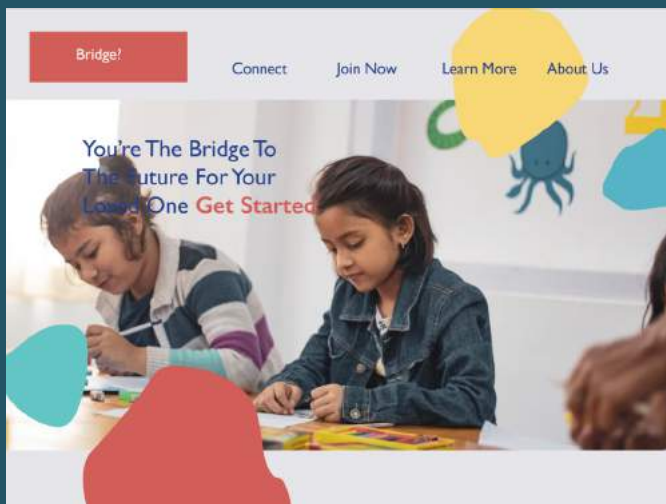 Bridge?
Connect Join Now Learn More About Us
You're The Bridge To
The Future For Your
Loved One Get Started